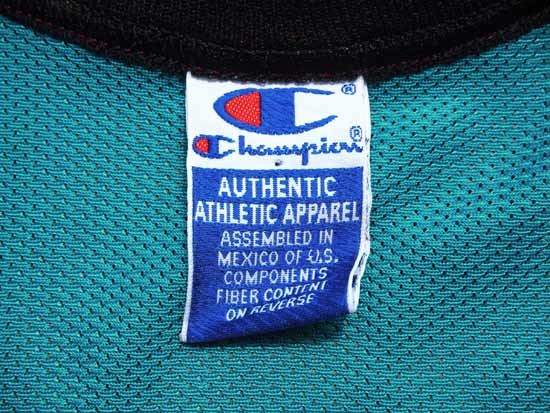 ®
Champion®
AUTHENTIC
ATHLETIC APPAREL
ASSEMBLED IN
MEXICO OF U.S.
COMPONENTS
FIBER CONTENT
ON REVERSE